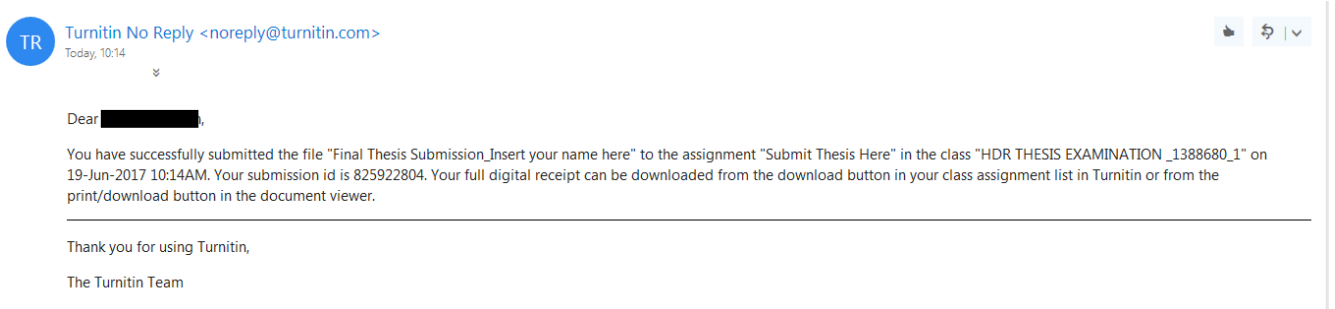 TR
Turnitin No Reply <noreply@turnitin.com>
Today, 10:14
Dear ,
You have successfully submitted the file "Final Thesis Submission_Insert your name here" to the assignment "Submit Thesis Here" in the class "HDR THESIS EXAMINATION _1388680_1" on
19-Jun-2017 10:14AM. Your submission id is 825922804. Your full digital receipt can be downloaded from the download button in your class assignment list in Turnitin or from the
print/download button in the document viewer.
Thank you for using Turnitin,
The Turnitin Team